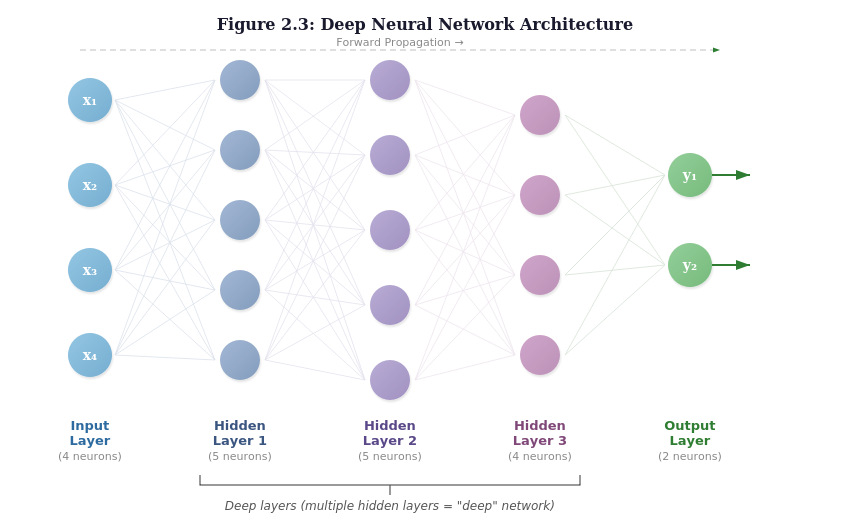 Figure 2.3: Deep Neural Network Architecture
Forward Propagation →
x₁
x₂
x₃
x₄
y₁
y₂
Input
Layer
(4 neurons)
Hidden
Layer 1
(5 neurons)
Hidden
Layer 2
(5 neurons)
Hidden
Layer 3
(4 neurons)
Output
Layer
(2 neurons)
Deep layers (multiple hidden layers = "deep" network)